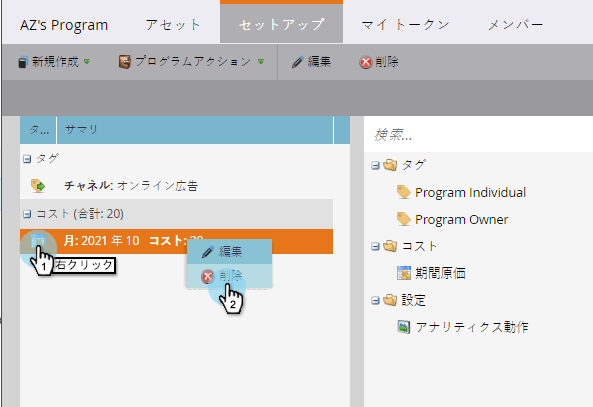 AZ's Program アセット セットアップ マイ トークン メンバー
新規作成 プログラムアクション 編集 削除
タ... サマリ
タグ
チャネル: オンライン広告
コスト (合計: 20)
月: 2021 年 10 コスト: 20
1
右クリック
編集
削除
2
検索...
タグ
Program Individual
Program Owner
コスト
期間原価
設定
アナリティクス動作